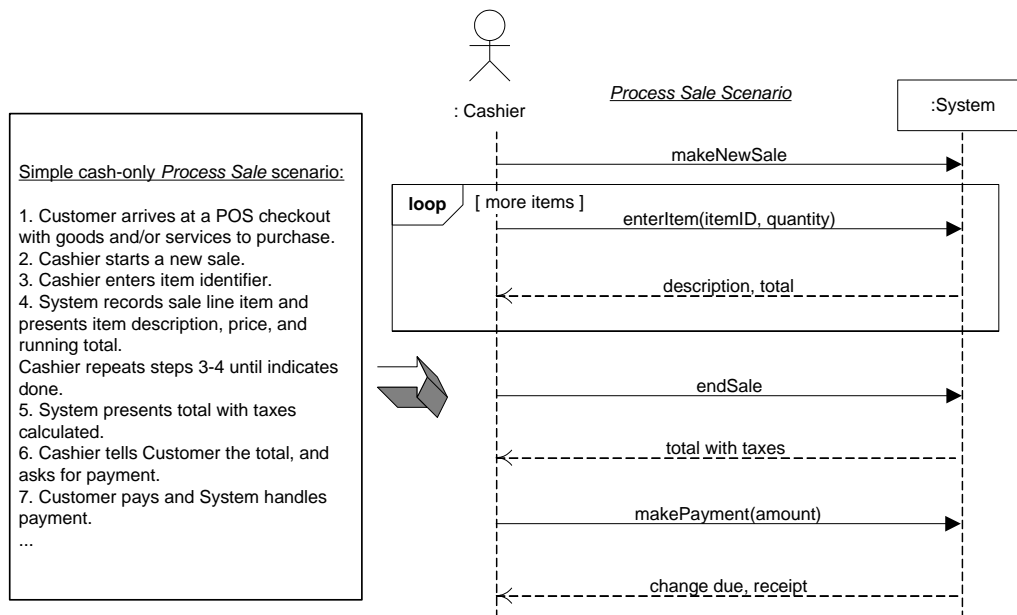 Simple cash-only Process Sale scenario:
1. Customer arrives at a POS checkout
with goods and/or services to purchase.
2. Cashier starts a new sale.
3. Cashier enters item identifier.
4. System records sale line item and
presents item description, price, and
running total.
Cashier repeats steps 3-4 until indicates
done.
5. System presents total with taxes
calculated.
6. Cashier tells Customer the total, and
asks for payment.
7. Customer pays and System handles
payment.
...
Process Sale Scenario
: Cashier
:System
makeNewSale
loop
[ more items ]
enterItem(itemID, quantity)
description, total
endSale
total with taxes
makePayment(amount)
change due, receipt